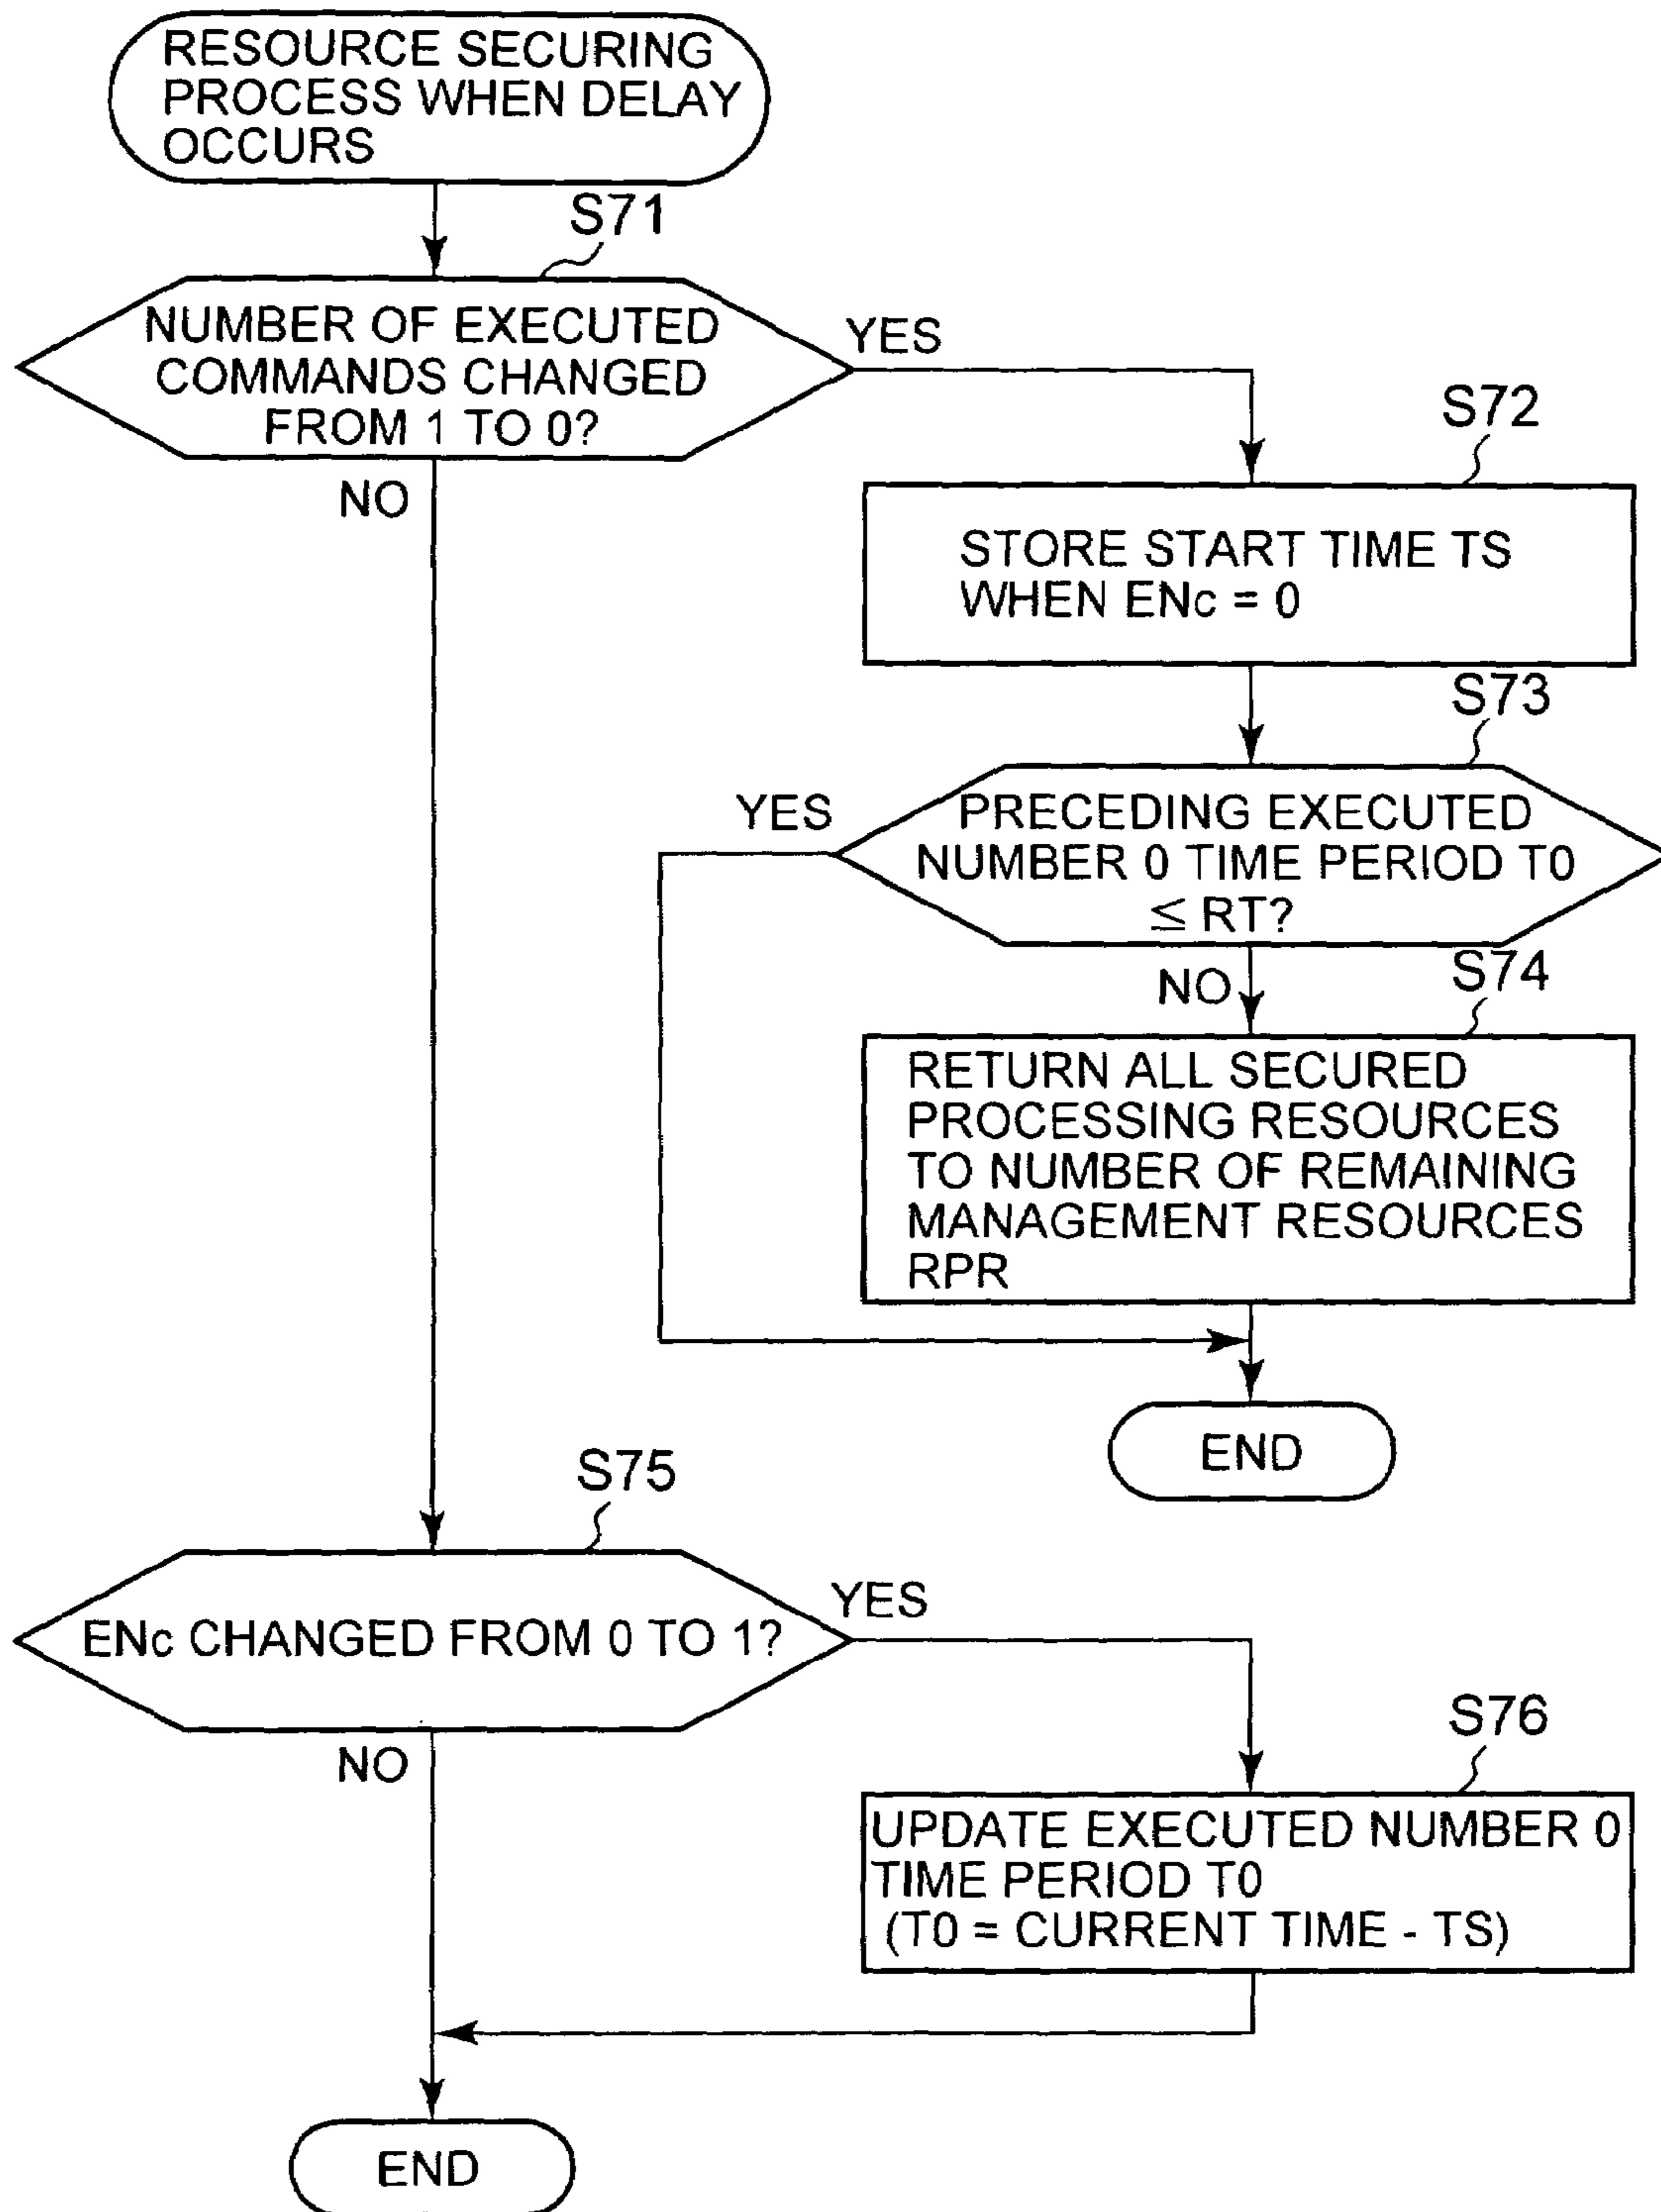 RESOURCE SECURING
PROCESS WHEN DELAY
OCCURS
S71
NUMBER OF EXECUTED
COMMANDS CHANGED
FROM 1 TO 0?
YES
NO
S72
STORE START TIME TS
WHEN ENc = 0
S73
PRECEDING EXECUTED
NUMBER 0 TIME PERIOD T0
≤ RT?
YES
NO
S74
RETURN ALL SECURED
PROCESSING RESOURCES
TO NUMBER OF REMAINING
MANAGEMENT RESOURCES
RPR
END
S75
ENc CHANGED FROM 0 TO 1?
YES
NO
S76
UPDATE EXECUTED NUMBER 0
TIME PERIOD T0
(T0 = CURRENT TIME - TS)
END